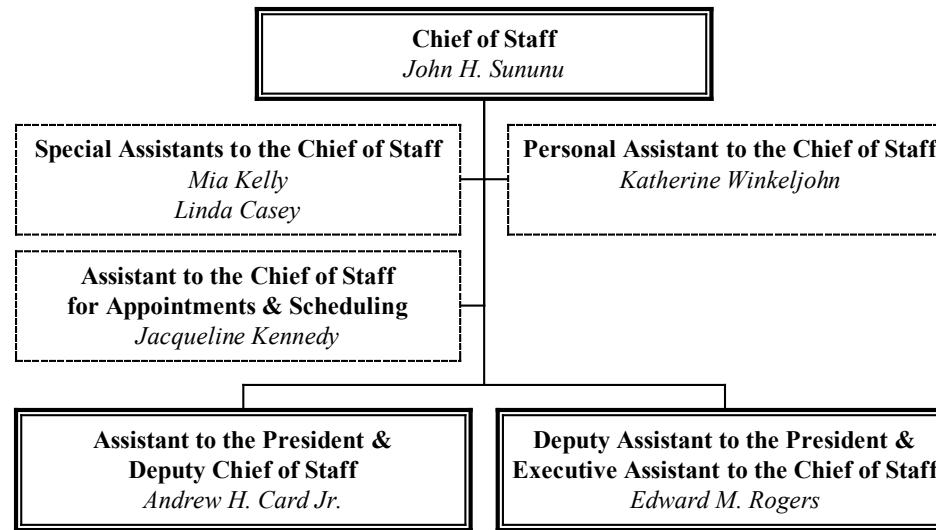 Chief of Staff
John H. Sununu
Special Assistants to the Chief of Staff
Mia Kelly
Linda Casey
Personal Assistant to the Chief of Staff
Katherine Winkeljohn
Assistant to the Chief of Staff
for Appointments & Scheduling
Jacqueline Kennedy
Assistant to the President &
Deputy Chief of Staff
Andrew H. Card Jr.
Deputy Assistant to the President &
Executive Assistant to the Chief of Staff
Edward M. Rogers